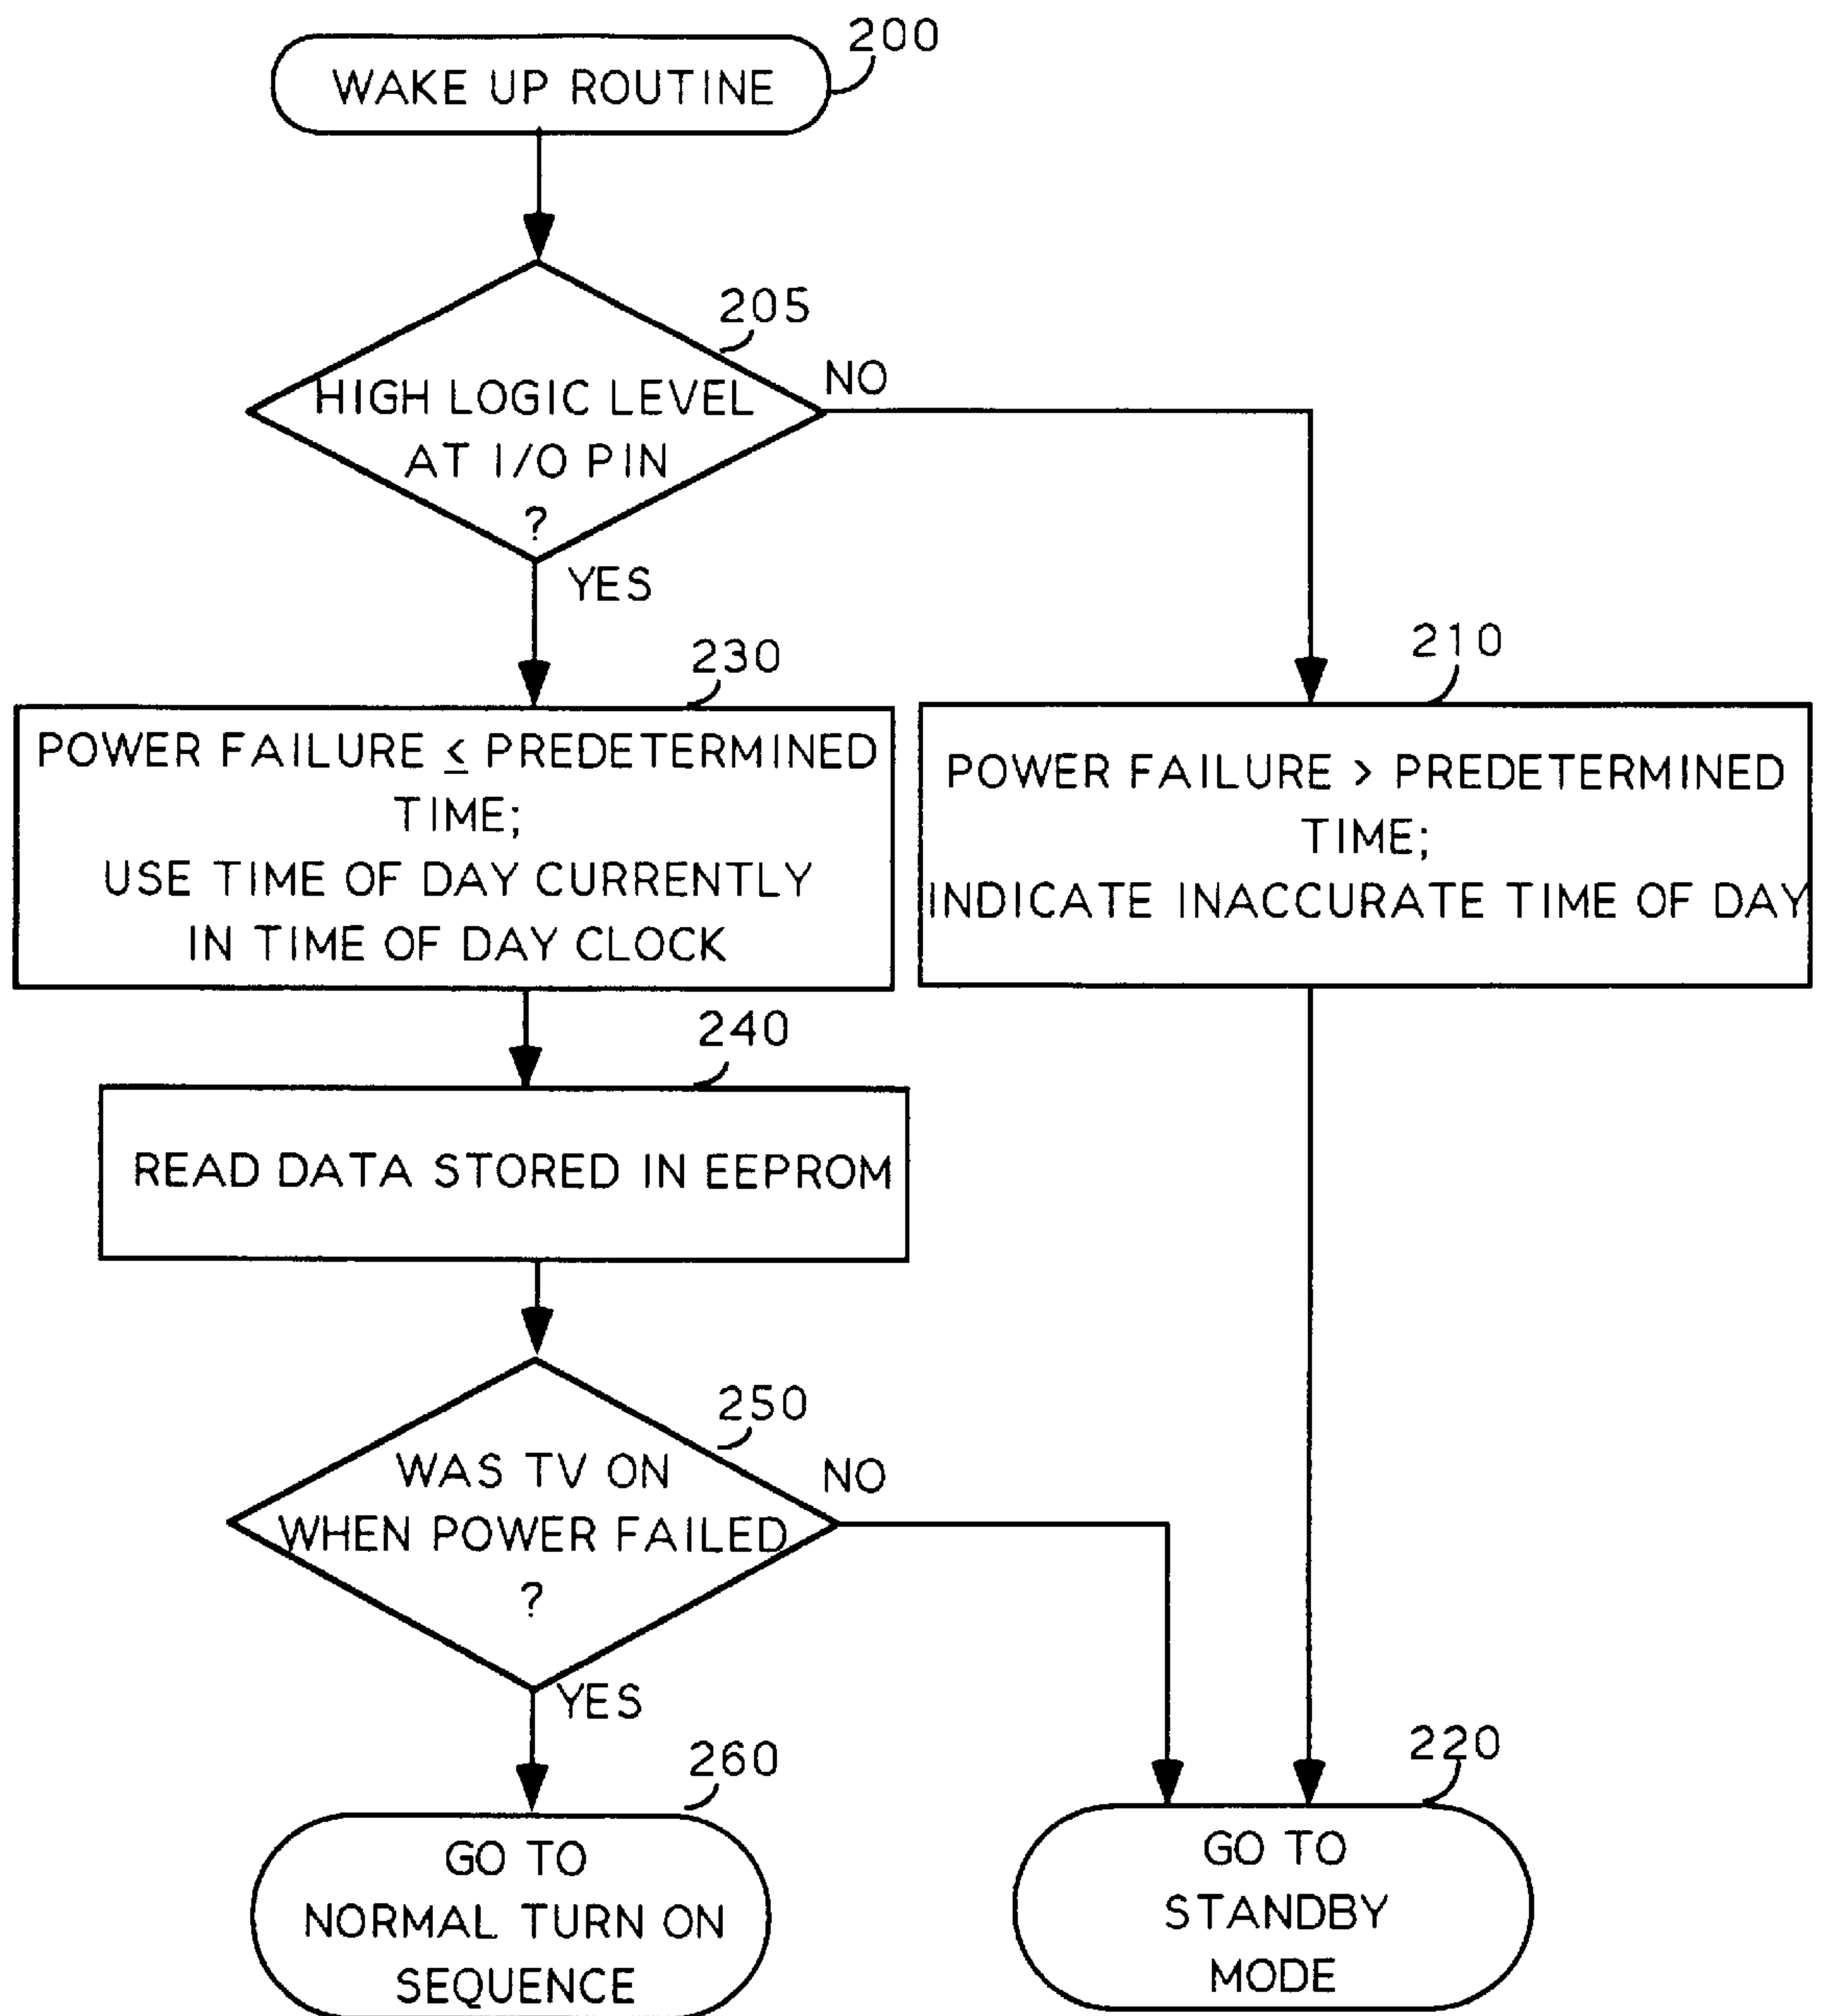 200
WAKE UP ROUTINE
205
HIGH LOGIC LEVEL
AT I/O PIN
?
NO
YES
230
POWER FAILURE ≤ PREDETERMINED
TIME;
USE TIME OF DAY CURRENTLY
IN TIME OF DAY CLOCK
210
POWER FAILURE > PREDETERMINED
TIME;
INDICATE INACCURATE TIME OF DAY
240
READ DATA STORED IN EEPROM
250
WAS TV ON
WHEN POWER FAILED
?
NO
YES
260
GO TO
NORMAL TURN ON
SEQUENCE
220
GO TO
STANDBY
MODE